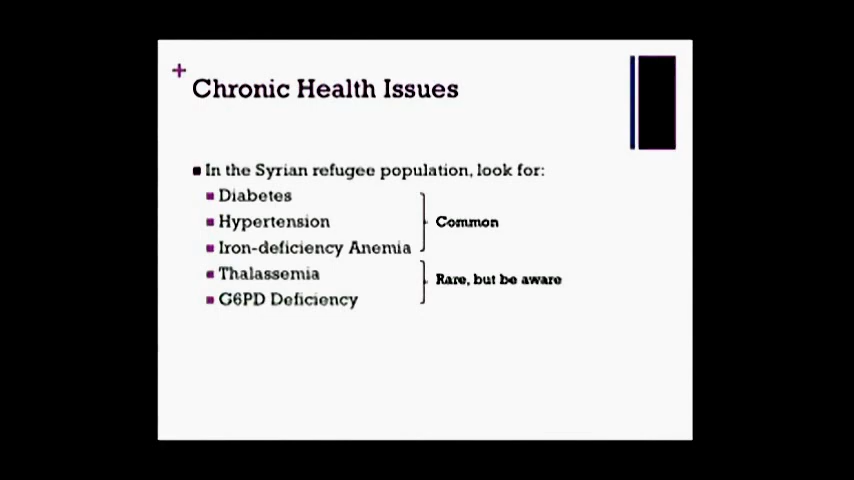 +
Chronic Health Issues
In the Syrian refugee population, look for:
Diabetes
Hypertension
Common
Iron-deficiency Anemia
Thalassemia
Rare, but be aware
G6PD Deficiency